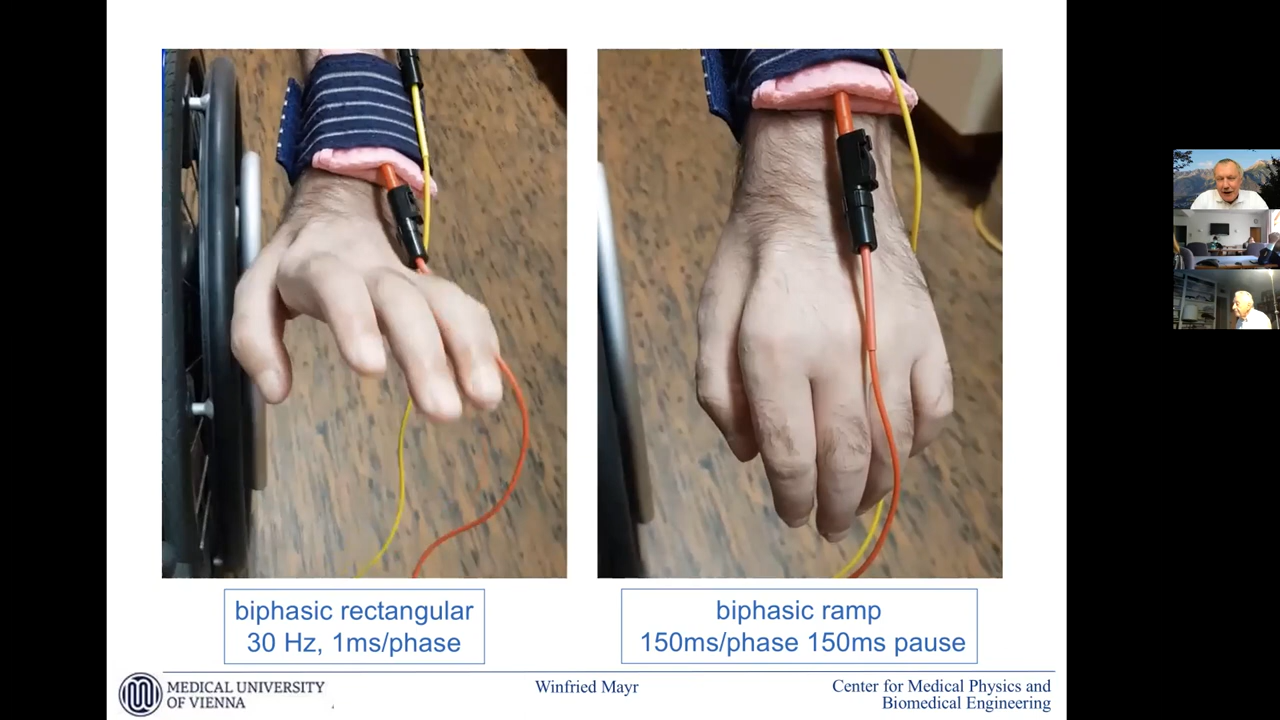 biphasic rectangular
30 Hz, 1ms/phase
biphasic ramp
150ms/phase 150ms pause
MEDICAL UNIVERSITY
OF VIENNA
Winfried Mayr
Center for Medical Physics and
Biomedical Engineering